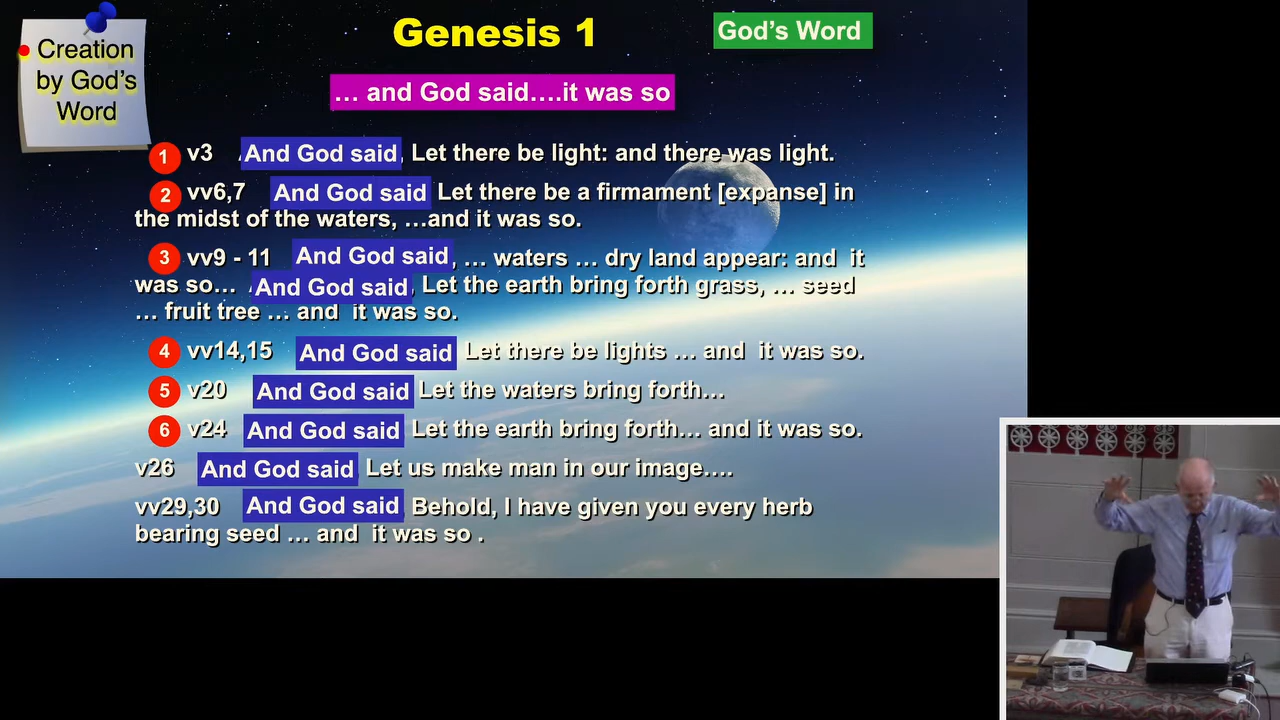 Genesis 1
God's Word
• Creation
by God's
Word
… and God said….it was so
1 v3 And God said, Let there be light: and there was light.
2 vv6,7 And God said Let there be a firmament [expanse] in
the midst of the waters, …and it was so.
3 vv9 - 11 And God said, … waters … dry land appear: and it
was so… And God said, Let the earth bring forth grass, … seed
… fruit tree … and it was so.
4 vv14,15 And God said Let there be lights … and it was so.
5 v20 And God said Let the waters bring forth…
6 v24 And God said Let the earth bring forth… and it was so.
v26 And God said Let us make man in our image….
vv29,30 And God said Behold, I have given you every herb
bearing seed … and it was so .